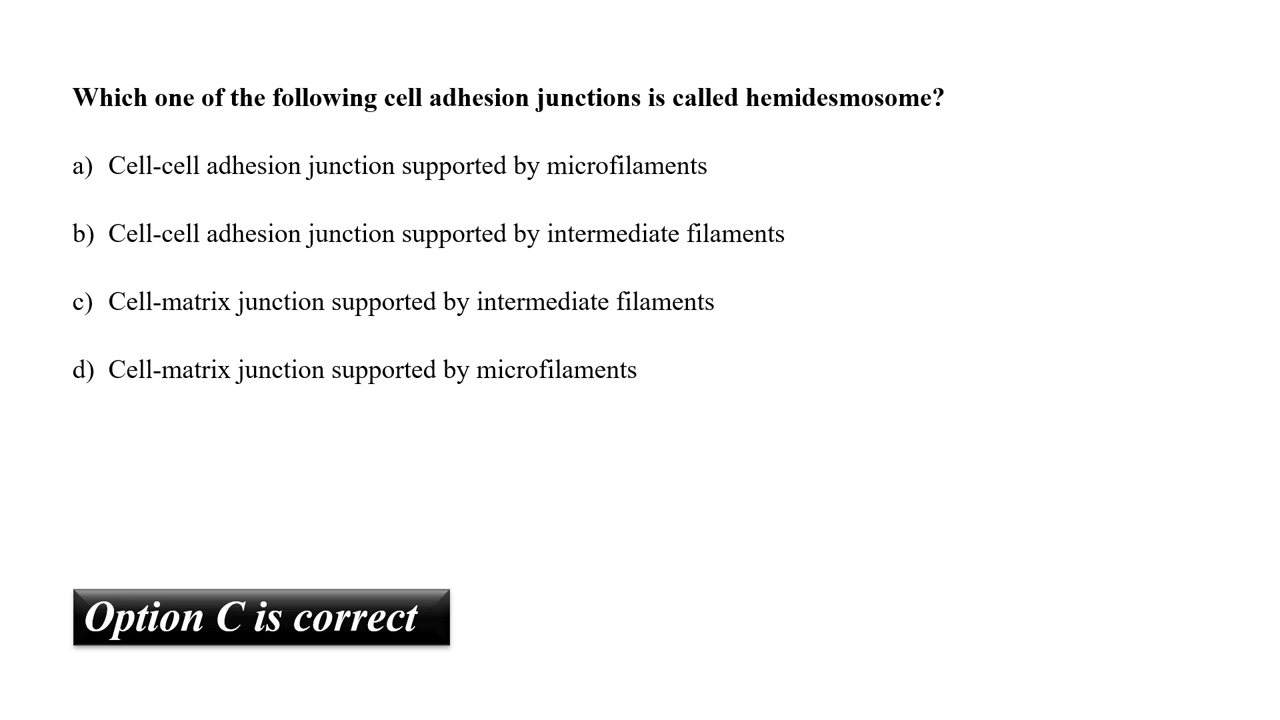 Which one of the following cell adhesion junctions is called hemidesmosome?
a) Cell-cell adhesion junction supported by microfilaments
b) Cell-cell adhesion junction supported by intermediate filaments
c) Cell-matrix junction supported by intermediate filaments
d) Cell-matrix junction supported by microfilaments
Option C is correct